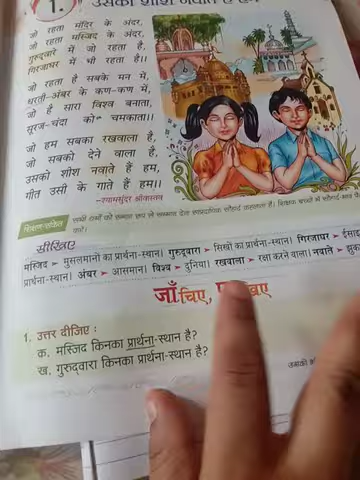 1. उसको शीश नवाते हैं हम
जो रहता मंदिर के अंदर,
जो रहता मस्जिद के अंदर,
गुरुद्वारे में जो रहता है,
गिरजाघर में भी रहता है।।
जो रहता है सबके मन में,
धरती-अंबर के कण-कण में,
जो है सारा विश्व बनाता,
सूरज-चंदा को चमकाता।।
जो हम सबका रखवाला है,
जो सबको देने वाला है,
उसको शीश नवाते हैं हम,
गीत उसी के गाते हैं हम।।
–श्यामसुंदर श्रीवास्तव
शिक्षण-संकेत
सीखिए
मस्जिद ➤ मुसलमानों का प्रार्थना-स्थान। गुरुद्वारा ➤ सिखों का प्रार्थना-स्थान। गिरजाघर ➤
प्रार्थना-स्थान। अंबर ➤ आसमान। विश्व ➤ दुनिया। रखवाला ➤ रक्षा करने वाला। नवाते ➤
जाँचिए,
1. उत्तर दीजिए :
क. मस्जिद किनका प्रार्थना-स्थान है?
ख. गुरुद्वारा किनका प्रार्थना-स्थान है?